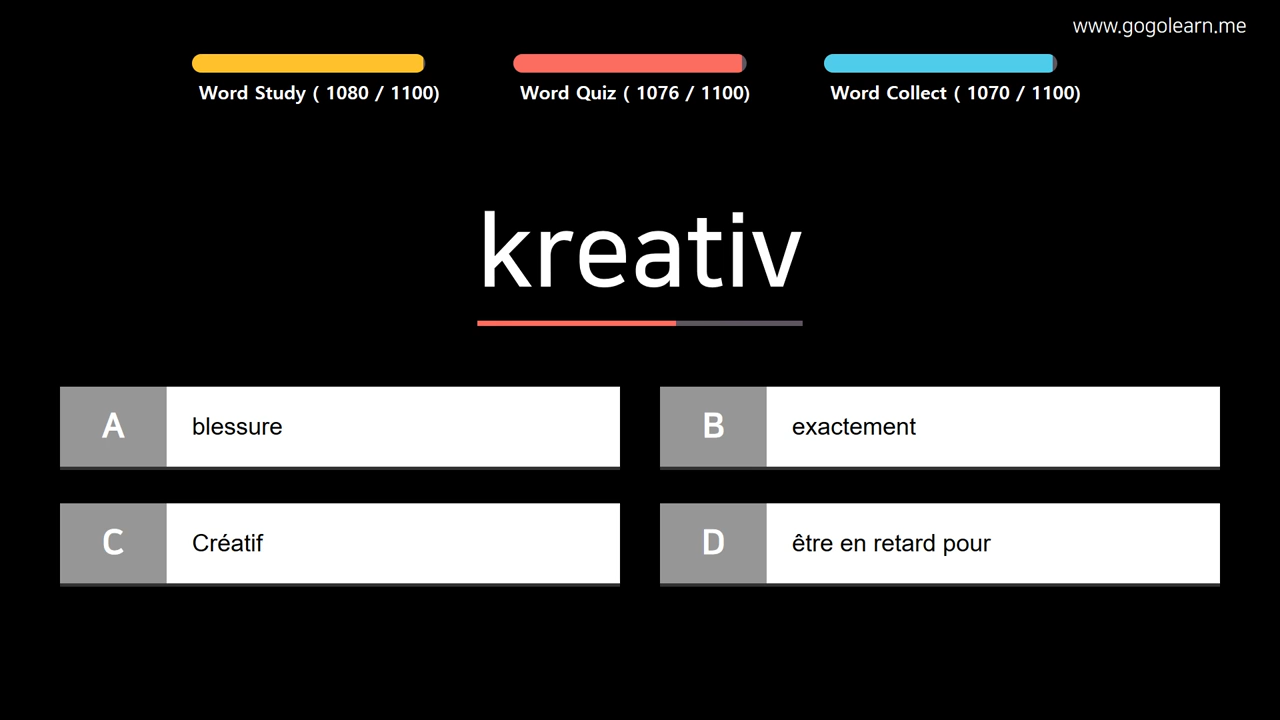 www.gogolearn.me
Word Study ( 1080 / 1100)
Word Quiz ( 1076 / 1100)
Word Collect ( 1070 / 1100)
kreativ
A blessure
B exactement
C Créatif
D être en retard pour